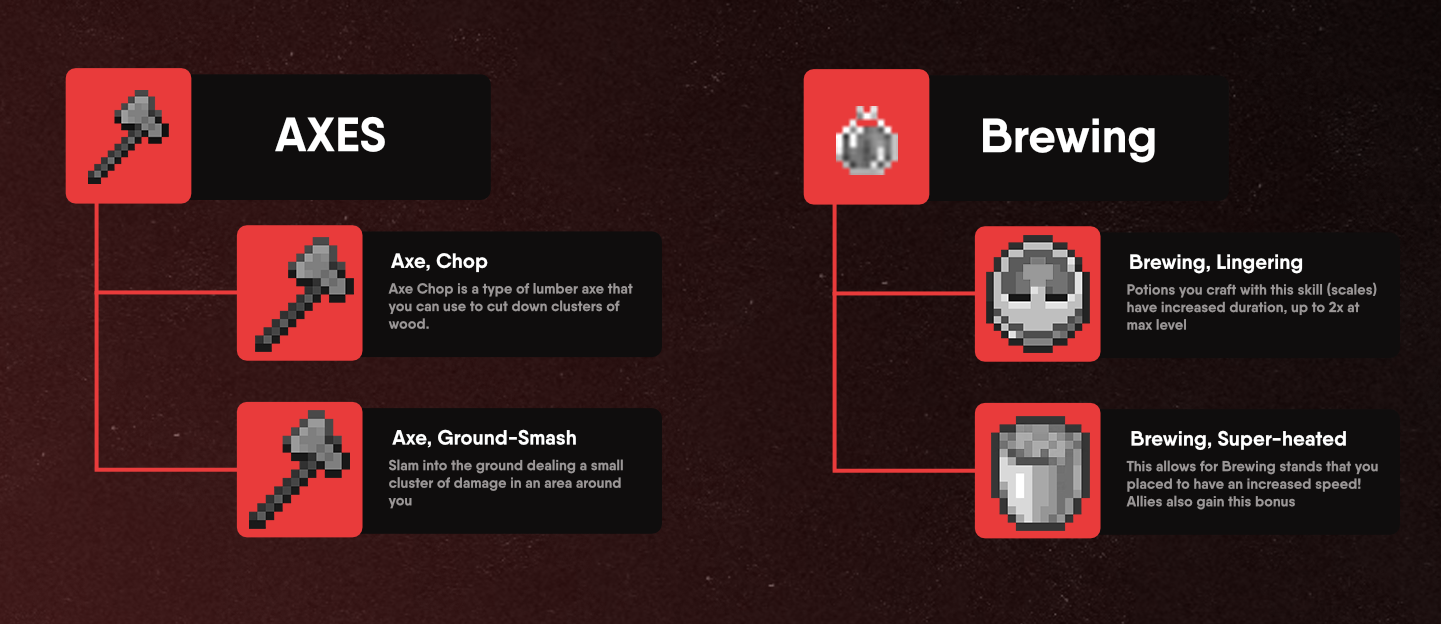 AXES
Axe, Chop
Axe Chop is a type of lumber axe that
you can use to cut down clusters of
wood.
Axe, Ground-Smash
Slam into the ground dealing a small
cluster of damage in an area around
you
Brewing
Brewing, Lingering
Potions you craft with this skill (scales)
have increased duration, up to 2x at
max level
Brewing, Super-heated
This allows for Brewing stands that you
placed to have an increased speed!
Allies also gain this bonus